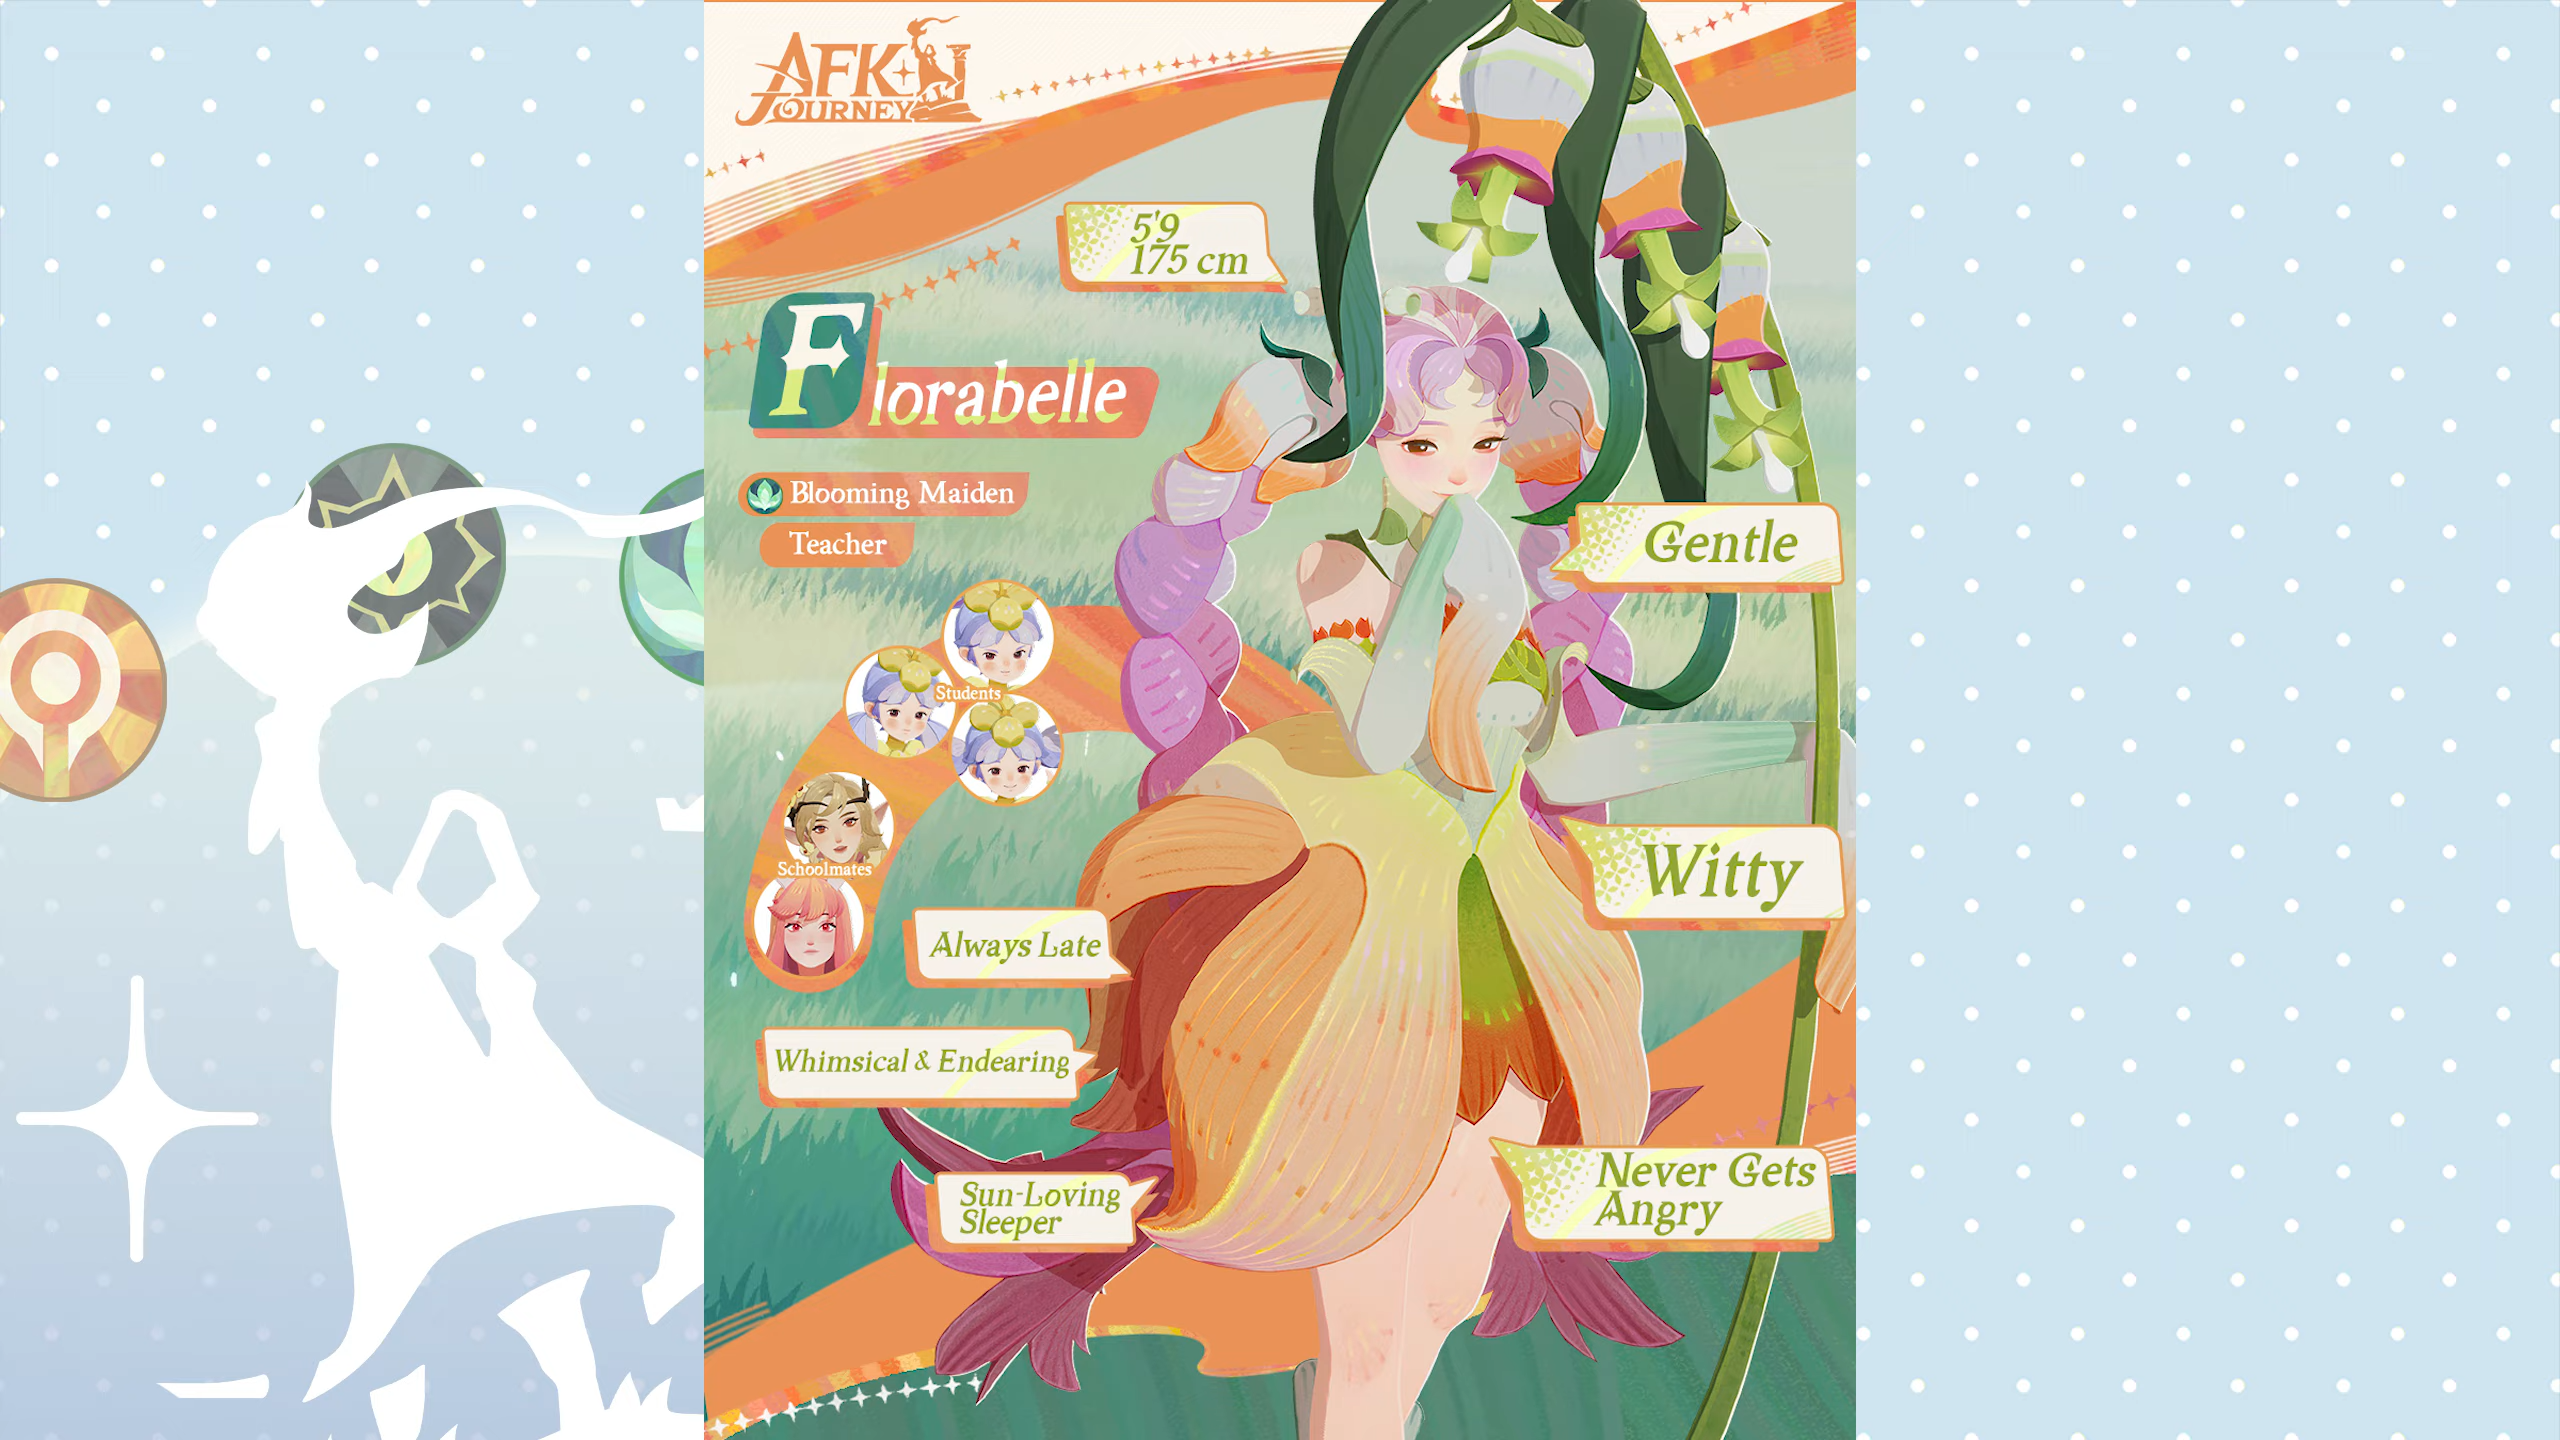 AFK
JOURNEY
5'9
175 cm
Florabelle
Blooming Maiden
Teacher
Gentle
Students
Witty
Schoolmates
Always Late
Whimsical & Endearing
Never Gets
Angry
Sun-Loving
Sleeper